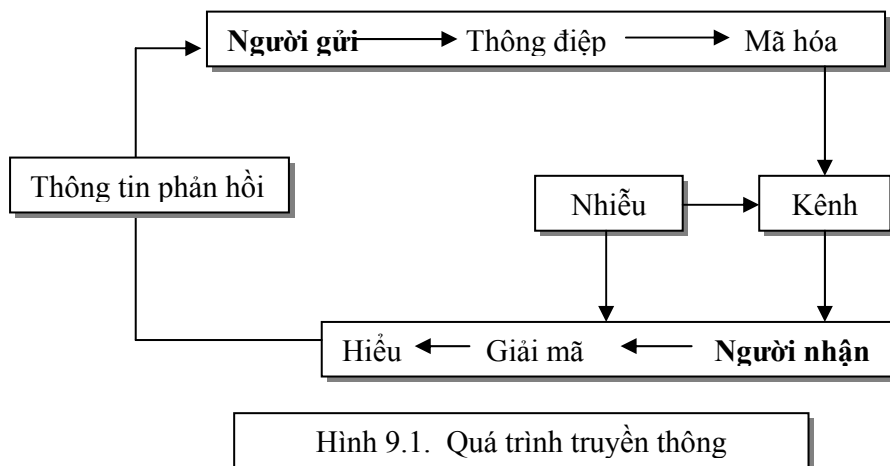 Người gửi Thông điệp Mã hóa
Thông tin phản hồi
Nhiễu
Kênh
Hiểu Giải mã Người nhận
Hình 9.1. Quá trình truyền thông